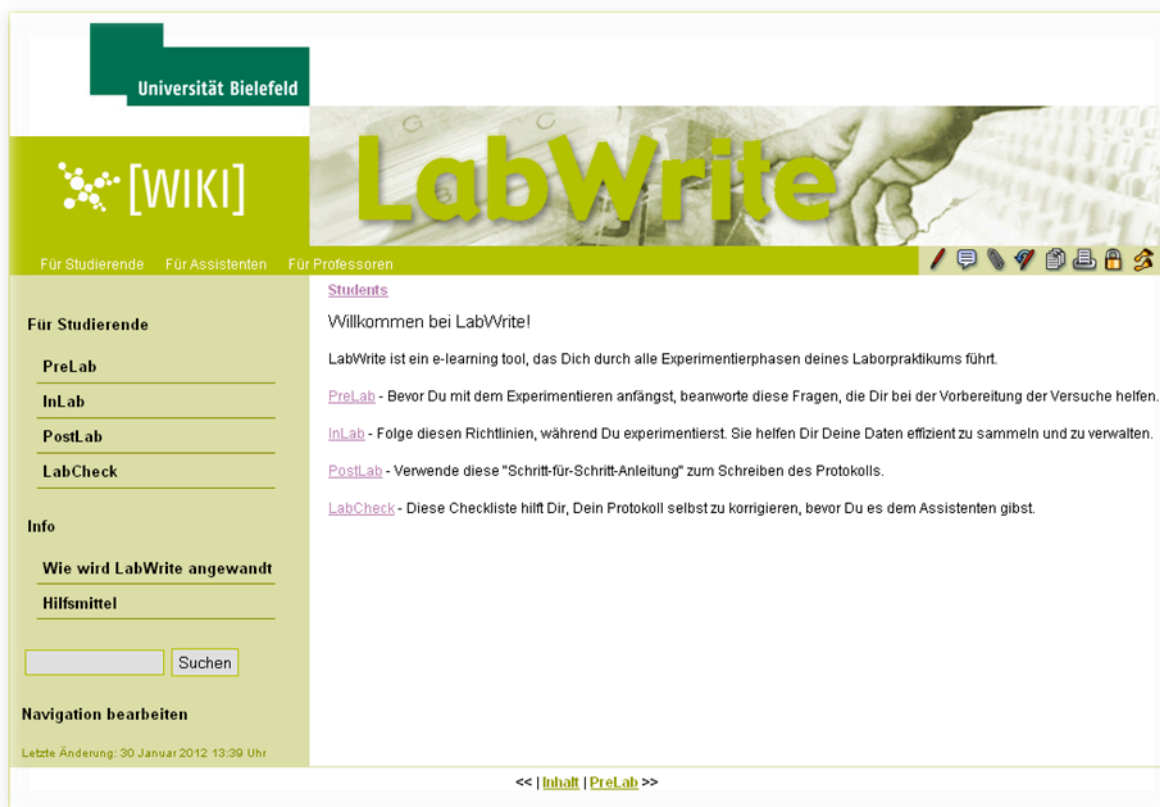 Universität Bielefeld
[WIKI]
LabWrite
Für Studierende Für Assistenten Für Professoren
Für Studierende
PreLab
InLab
PostLab
LabCheck
Info
Wie wird LabWrite angewandt
Hilfsmittel
Suchen
Navigation bearbeiten
Letzte Änderung: 30 Januar 2012 13:39 Uhr
Students
Willkommen bei LabWrite!
LabWrite ist ein e-learning tool, das Dich durch alle Experimentierphasen deines Laborpraktikums führt.
PreLab - Bevor Du mit dem Experimentieren anfängst, beanworte diese Fragen, die Dir bei der Vorbereitung der Versuche helfen.
InLab - Folge diesen Richtlinien, während Du experimentierst. Sie helfen Dir Deine Daten effizient zu sammeln und zu verwalten.
PostLab - Verwende diese "Schritt-für-Schritt-Anleitung" zum Schreiben des Protokolls.
LabCheck - Diese Checkliste hilft Dir, Dein Protokoll selbst zu korrigieren, bevor Du es dem Assistenten gibst.
<< | Inhalt | PreLab >>